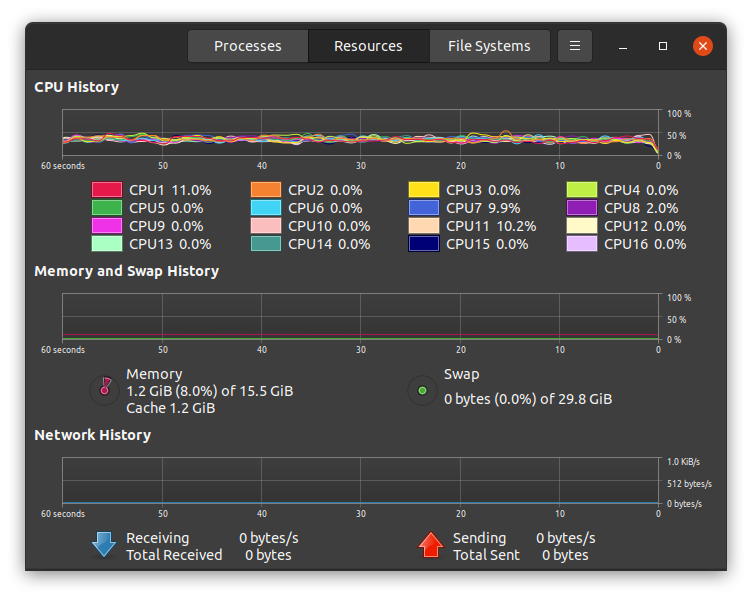 Processes Resources File Systems
CPU History
100 %
50 %
0 %
60 seconds 50 40 30 20 10 0
CPU1 11.0% CPU2 0.0% CPU3 0.0% CPU4 0.0%
CPU5 0.0% CPU6 0.0% CPU7 9.9% CPU8 2.0%
CPU9 0.0% CPU10 0.0% CPU11 10.2% CPU12 0.0%
CPU13 0.0% CPU14 0.0% CPU15 0.0% CPU16 0.0%
Memory and Swap History
100 %
50 %
0 %
60 seconds 50 40 30 20 10 0
Memory
1.2 GiB (8.0%) of 15.5 GiB
Cache 1.2 GiB
Swap
0 bytes (0.0%) of 29.8 GiB
Network History
1.0 KiB/s
512 bytes/s
0 bytes/s
60 seconds 50 40 30 20 10 0
Receiving 0 bytes/s
Total Received 0 bytes
Sending 0 bytes/s
Total Sent 0 bytes